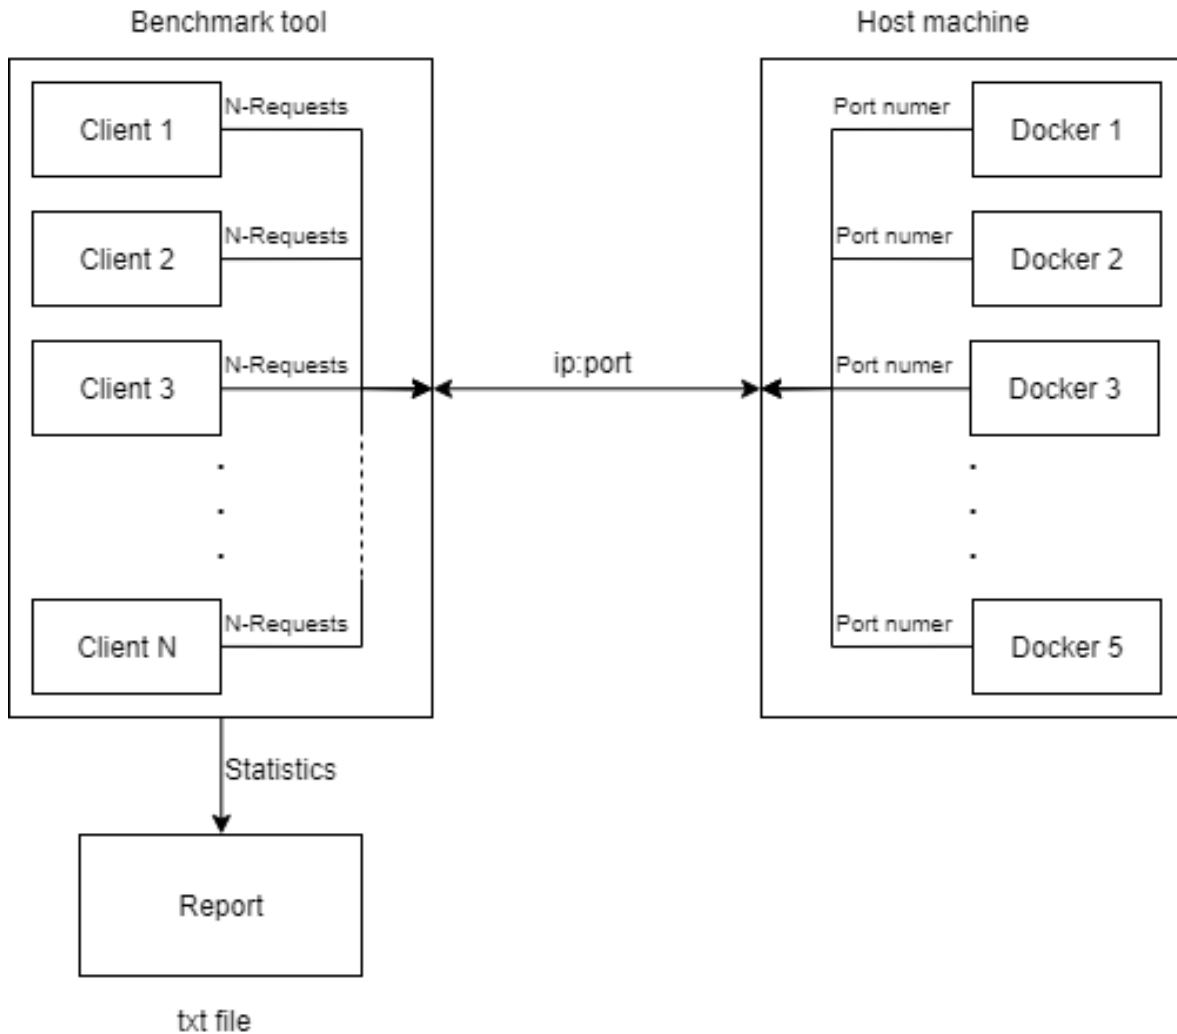 Benchmark tool
Host machine
N-Requests
Port numer
Client 1
Docker 1
N-Requests
Port numer
Client 2
Docker 2
N-Requests
ip:port
Port numer
Client 3
Docker 3
N-Requests
Port numer
Client N
Docker 5
Statistics
Report
txt file